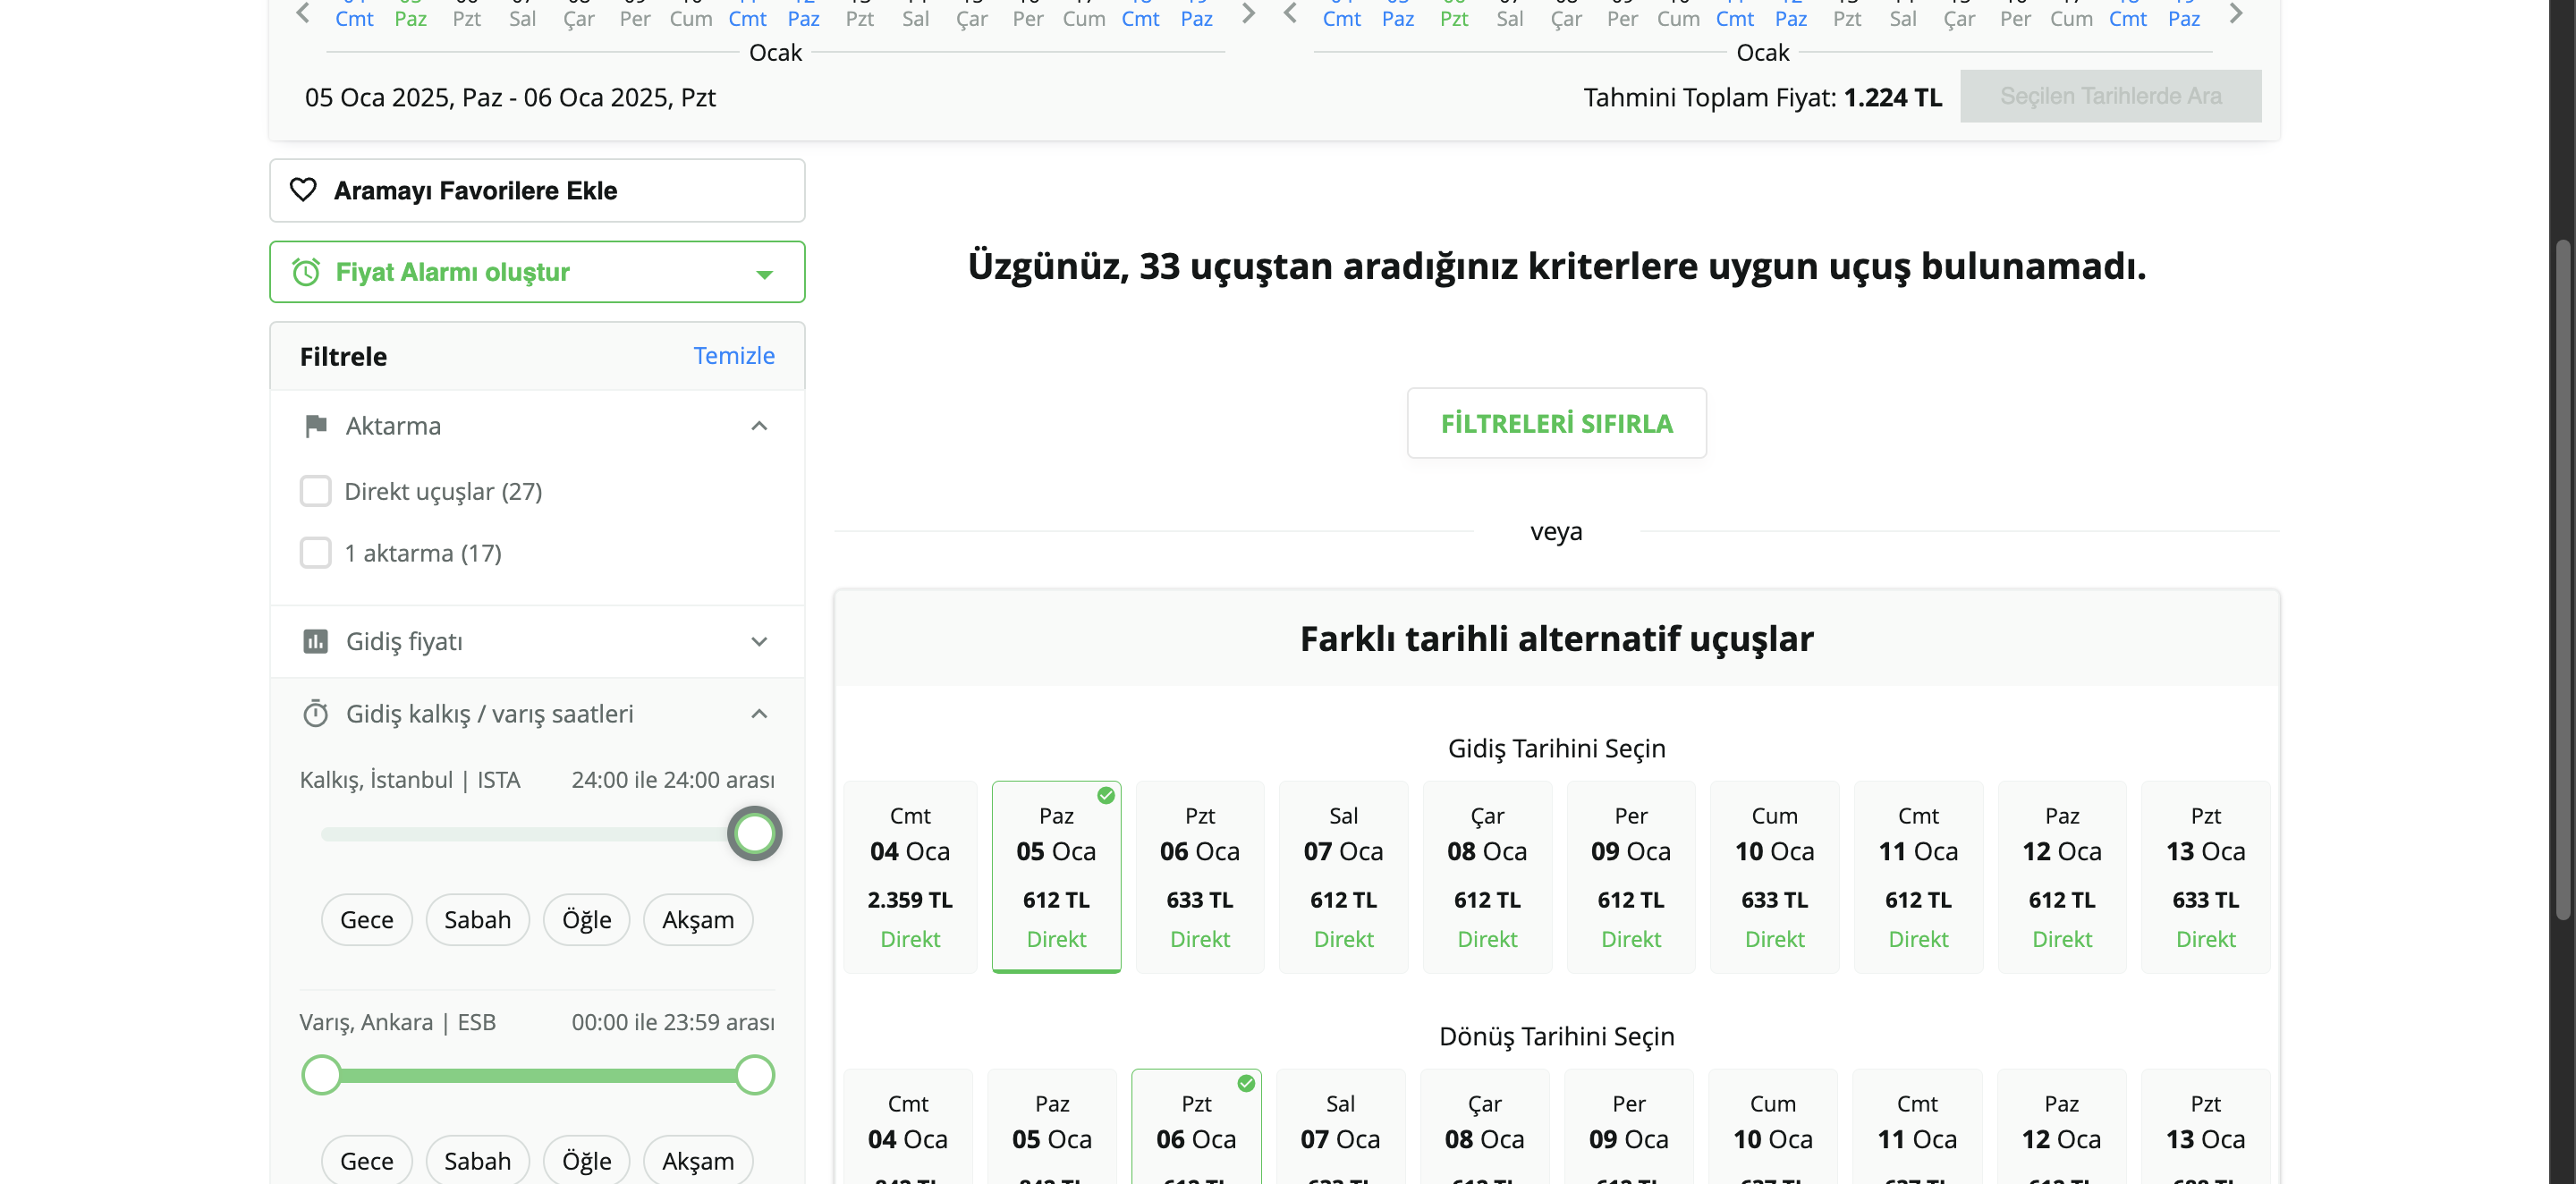 Cmt Paz Pzt Sal Çar Per Cum Cmt Paz Pzt Sal Çar Per Cum Cmt Paz
Cmt Paz Pzt Sal Çar Per Cum Cmt Paz Pzt Sal Çar Per Cum Cmt Paz
Ocak
Ocak
05 Oca 2025, Paz - 06 Oca 2025, Pzt
Tahmini Toplam Fiyat: 1.224 TL
Seçilen Tarihlerde Ara
Aramayı Favorilere Ekle
Fiyat Alarmı oluştur
Filtrele
Temizle
Aktarma
Direkt uçuşlar (27)
1 aktarma (17)
Gidiş fiyatı
Gidiş kalkış / varış saatleri
Kalkış, İstanbul | ISTA
24:00 ile 24:00 arası
Gece Sabah Öğle Akşam
Varış, Ankara | ESB
00:00 ile 23:59 arası
Gece Sabah Öğle Akşam
Üzgünüz, 33 uçuştan aradığınız kriterlere uygun uçuş bulunamadı.
FİLTRELERİ SIFIRLA
veya
Farklı tarihli alternatif uçuşlar
Gidiş Tarihini Seçin
Cmt Paz Pzt Sal Çar Per Cum Cmt Paz Pzt
04 Oca 05 Oca 06 Oca 07 Oca 08 Oca 09 Oca 10 Oca 11 Oca 12 Oca 13 Oca
2.359 TL 612 TL 633 TL 612 TL 612 TL 612 TL 633 TL 612 TL 612 TL 633 TL
Direkt Direkt Direkt Direkt Direkt Direkt Direkt Direkt Direkt Direkt
Dönüş Tarihini Seçin
Cmt Paz Pzt Sal Çar Per Cum Cmt Paz Pzt
04 Oca 05 Oca 06 Oca 07 Oca 08 Oca 09 Oca 10 Oca 11 Oca 12 Oca 13 Oca